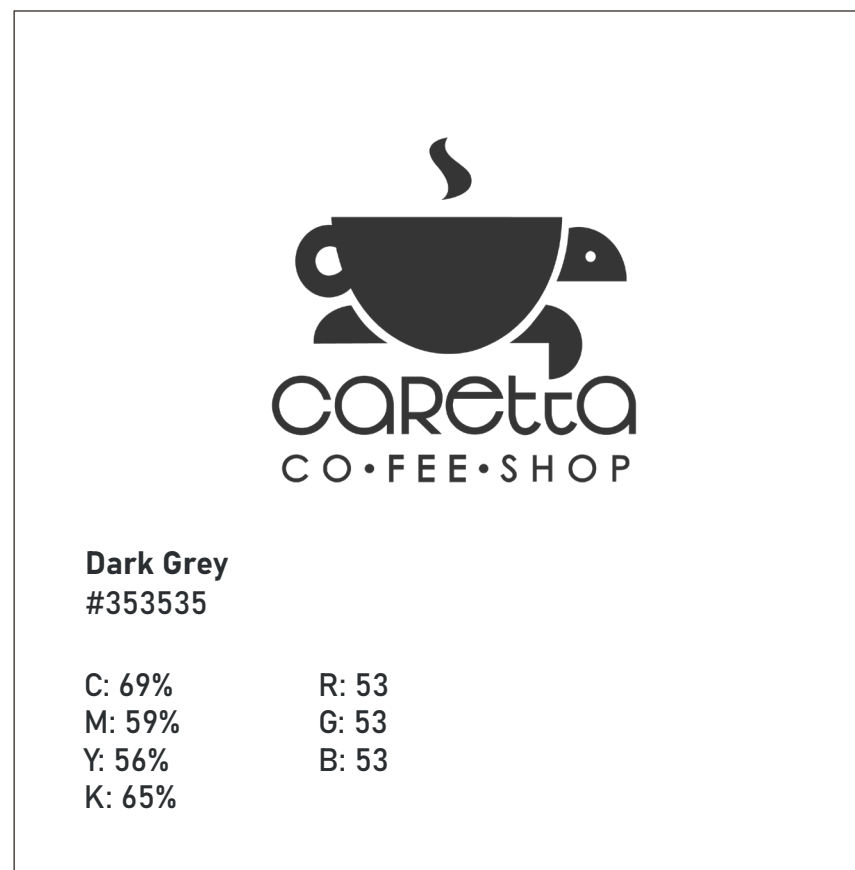 caretta
CO•FEE•SHOP
Dark Grey
#353535
C: 69%
M: 59%
Y: 56%
K: 65%
R: 53
G: 53
B: 53